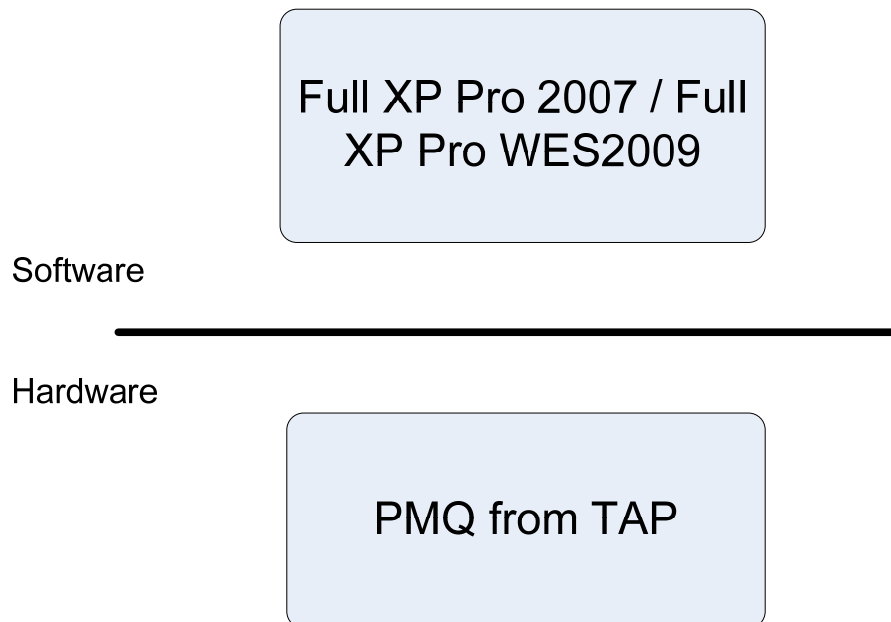 Full XP Pro 2007 / Full
XP Pro WES2009
Software
Hardware
PMQ from TAP